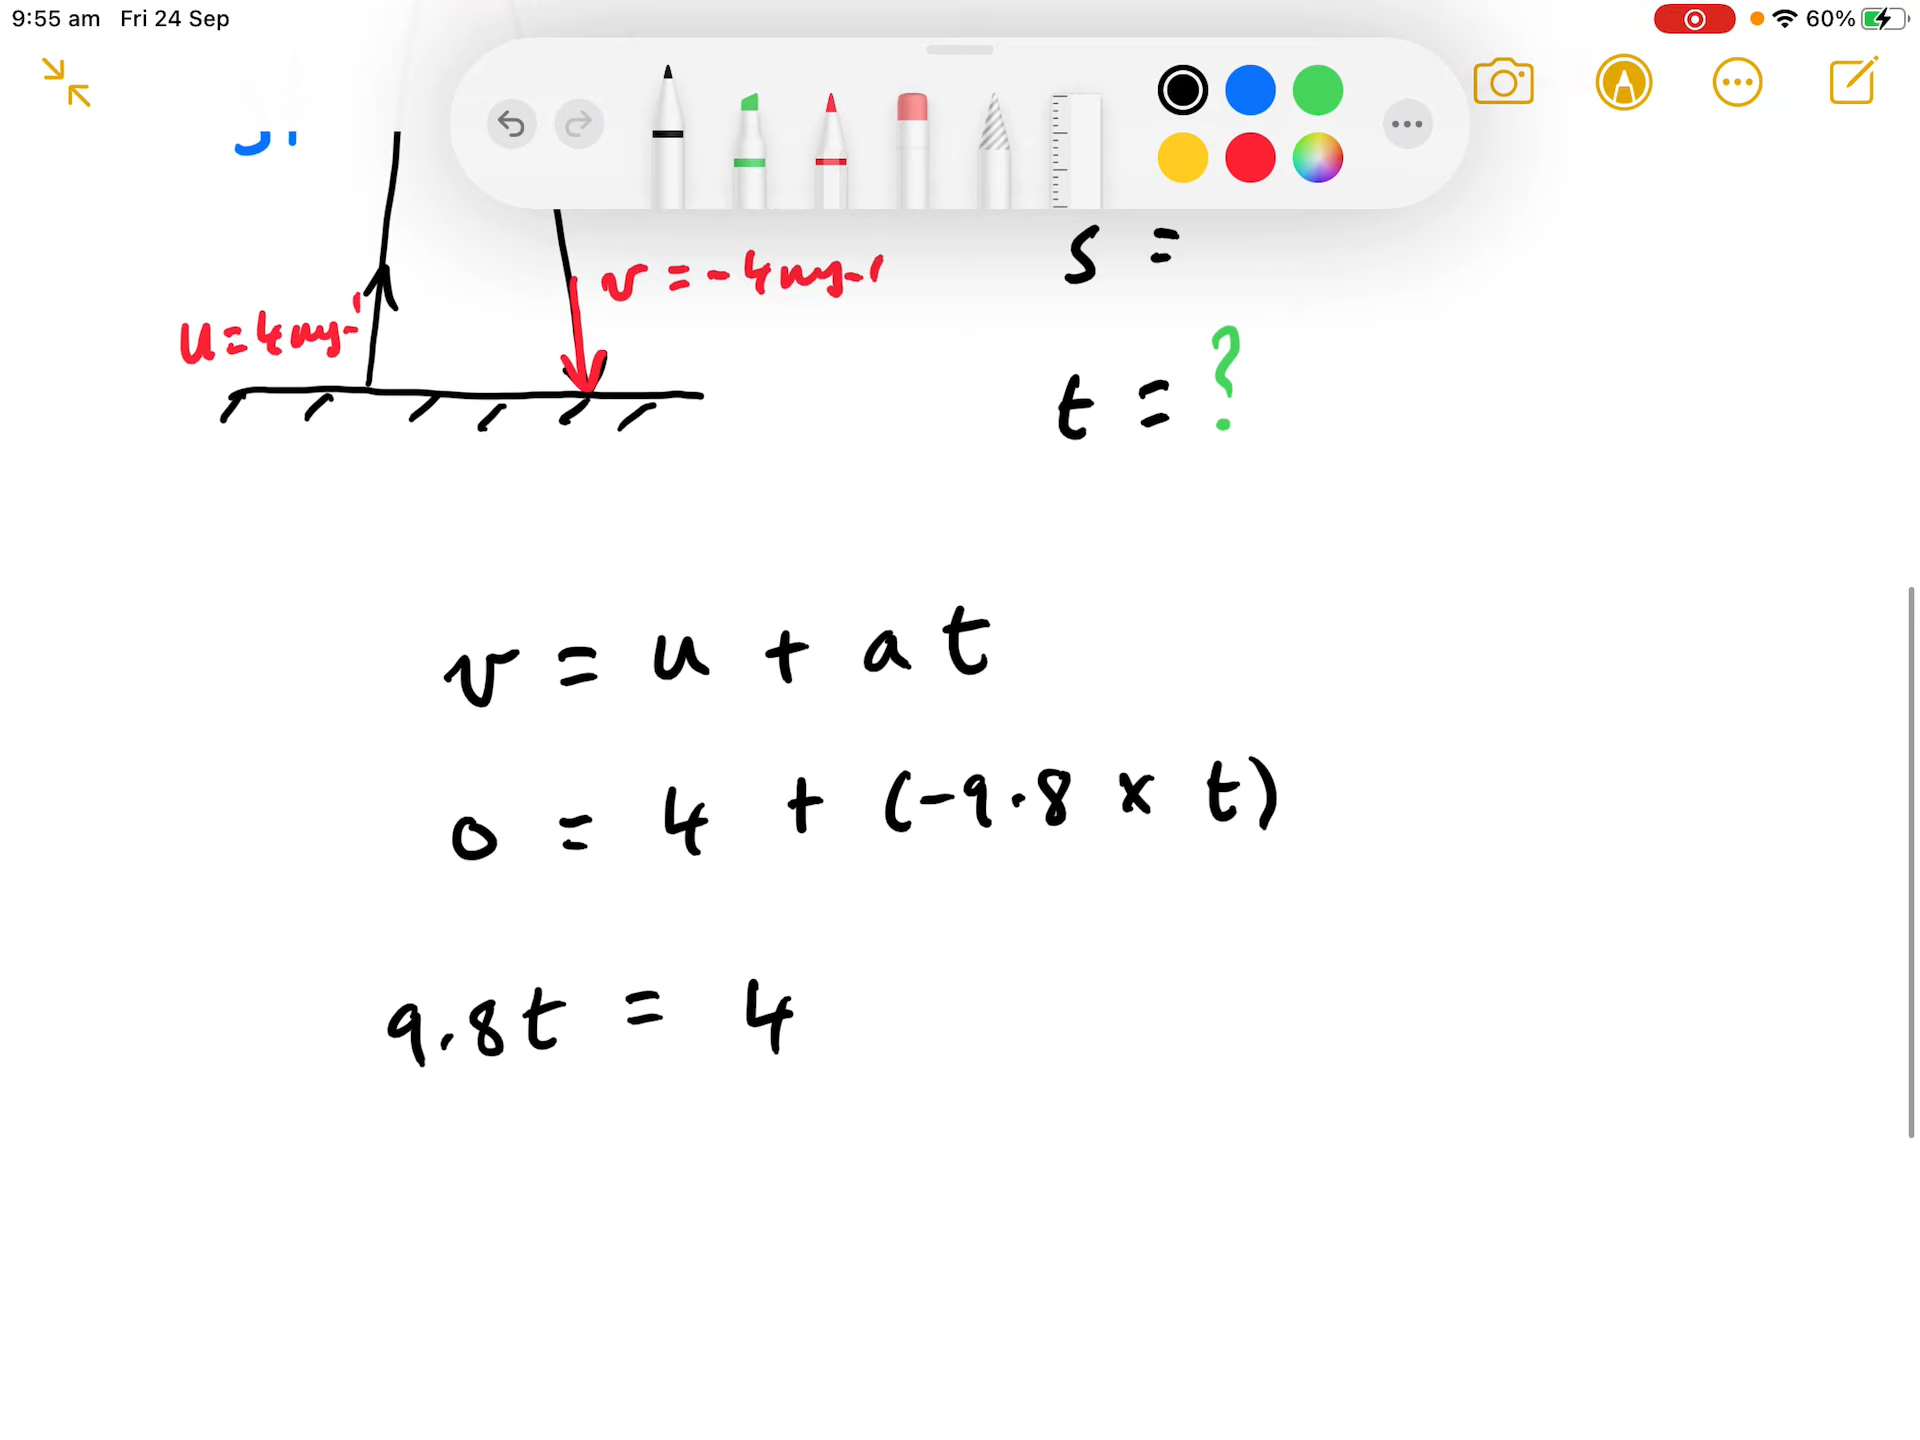 9:55 am Fri 24 Sep
60%
s =
v = -4ms-1
u=4ms-1
t = ?
v = u + at
0 = 4 + (-9.8 x t)
9.8t = 4